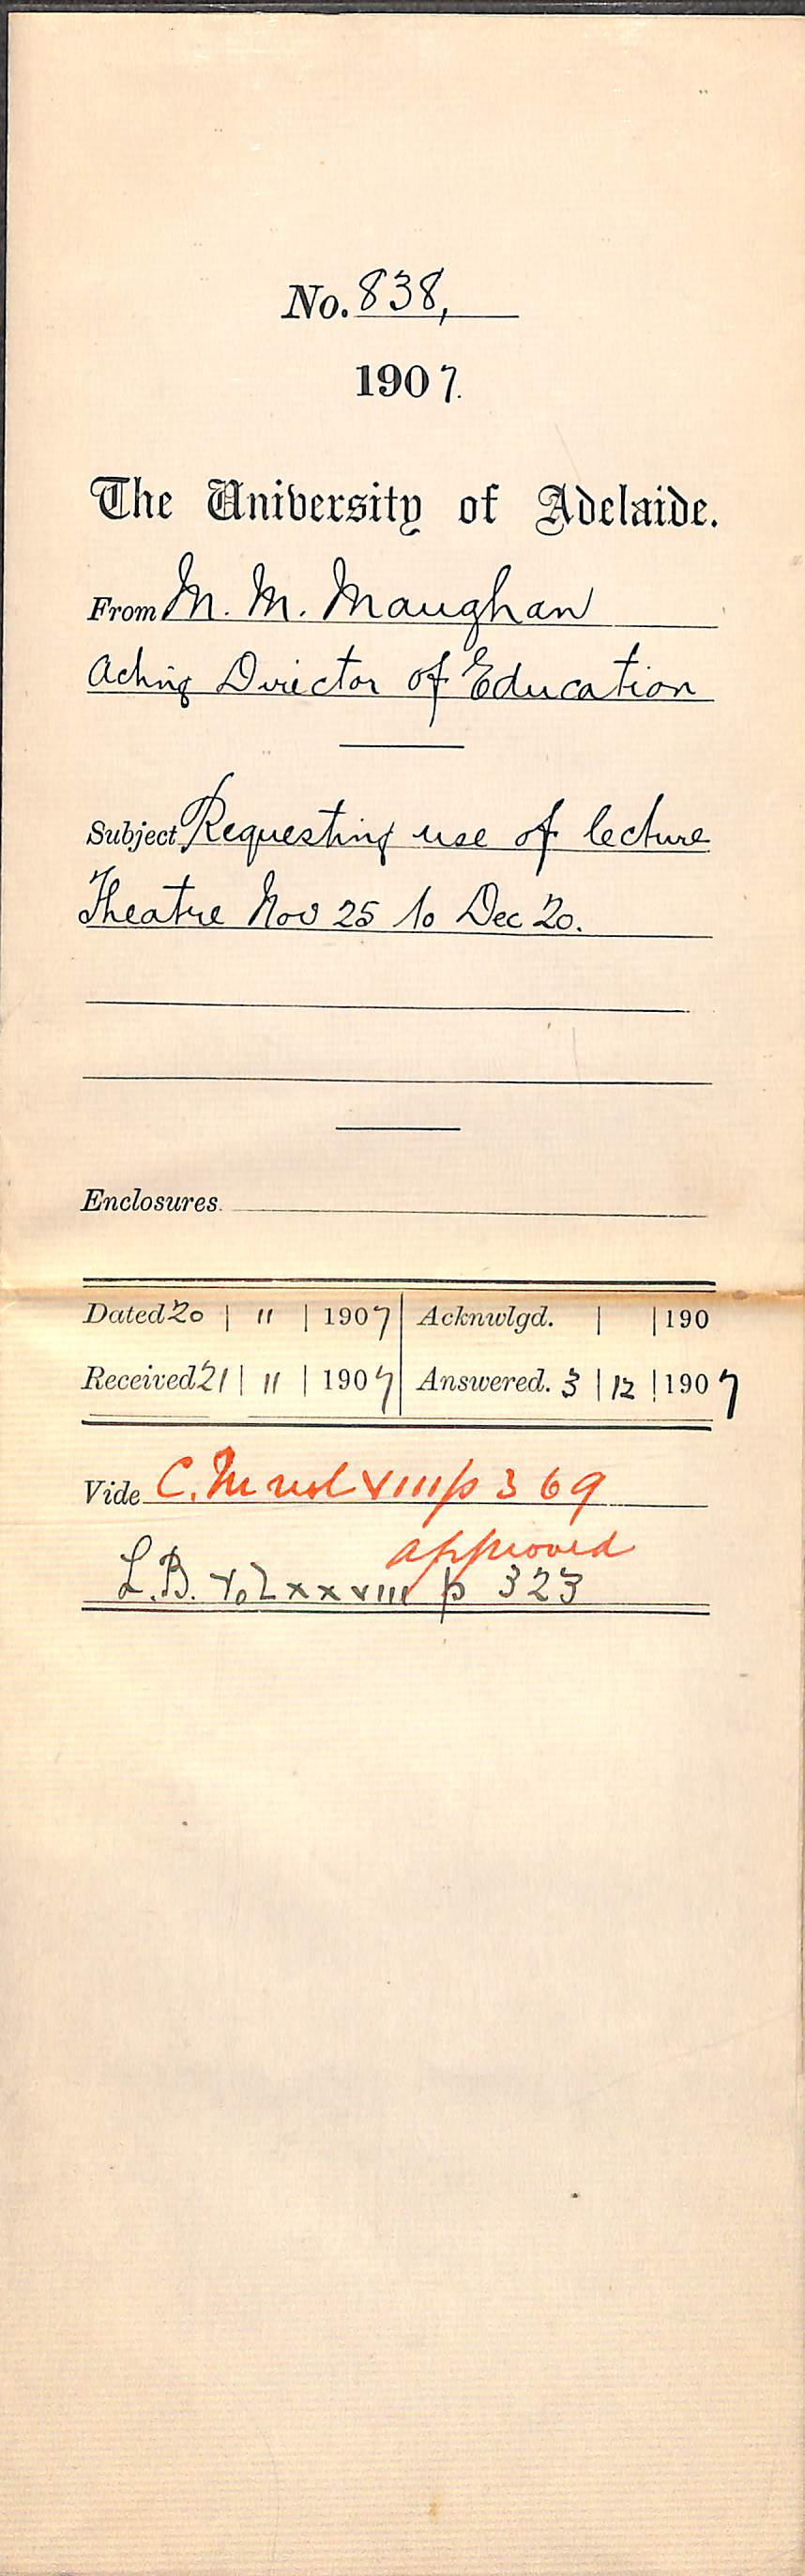 No. 838,
1907.
The University of Adelaide.
From M. M. Maughan
Acting Director of Education
Subject Requesting use of lecture
Theatre Nov 25 to Dec 20.
Enclosures.
Dated 20 | 11 | 1907 | Acknwlgd. | | 190
Received 21 | 11 | 1907 | Answered. 3 | 12 | 1907
Vide C. M vol VIII p 369
approved
L.B. Vol xxviii p 323